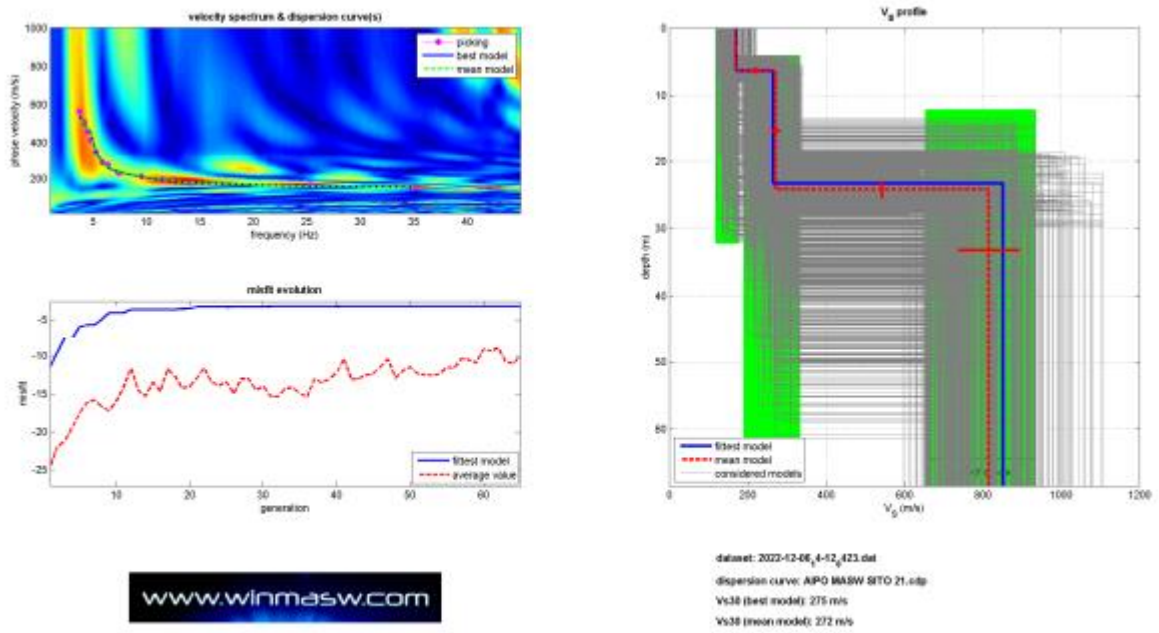 velocity spectrum & dispersion curve(s)
1000
800
600
400
200
phase velocity (m/s)
picking
best model
mean model
5
10
15
20
25
30
35
40
frequency (Hz)
misfit evolution
-5
-10
-15
-20
-25
misfit
fittest model
average value
10
20
30
40
50
60
generation
www.winmasw.com
VS profile
0
10
20
30
40
50
60
depth (m)
fittest model
mean model
considered models
0
200
400
600
800
1000
1200
VS (m/s)
dispersion curve: AIPO MASW SITO 21.cdp
Vs30 (best model): 275 m/s
Vs30 (mean model): 272 m/s